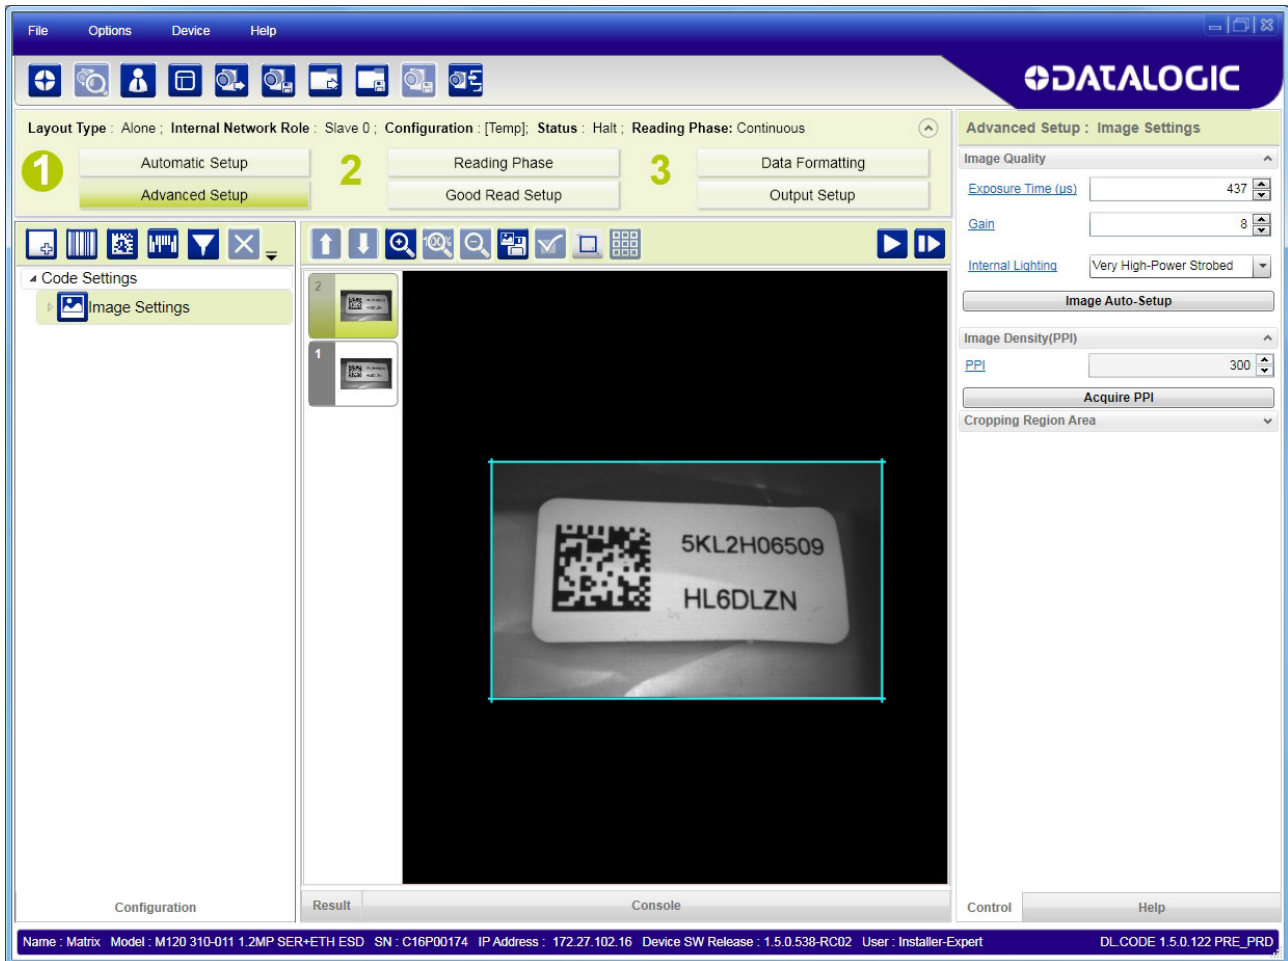 File Options Device Help
DATALOGIC
Layout Type : Alone ; Internal Network Role : Slave 0 ; Configuration : [Temp]; Status : Halt ; Reading Phase: Continuous
1
Automatic Setup
Advanced Setup
2
Reading Phase
Good Read Setup
3
Data Formatting
Output Setup
100%
Code Settings
Image Settings
Configuration
2
1
5KL2H06509
HL6DLZN
Result Console
Advanced Setup : Image Settings
Image Quality
Exposure Time (µs) 437
Gain 8
Internal Lighting Very High-Power Strobed
Image Auto-Setup
Image Density(PPI)
PPI 300
Acquire PPI
Cropping Region Area
Control Help
Name : Matrix Model : M120 310-011 1.2MP SER+ETH ESD SN : C16P00174 IP Address : 172.27.102.16 Device SW Release : 1.5.0.538-RC02 User : Installer-Expert DL.CODE 1.5.0.122 PRE_PRD